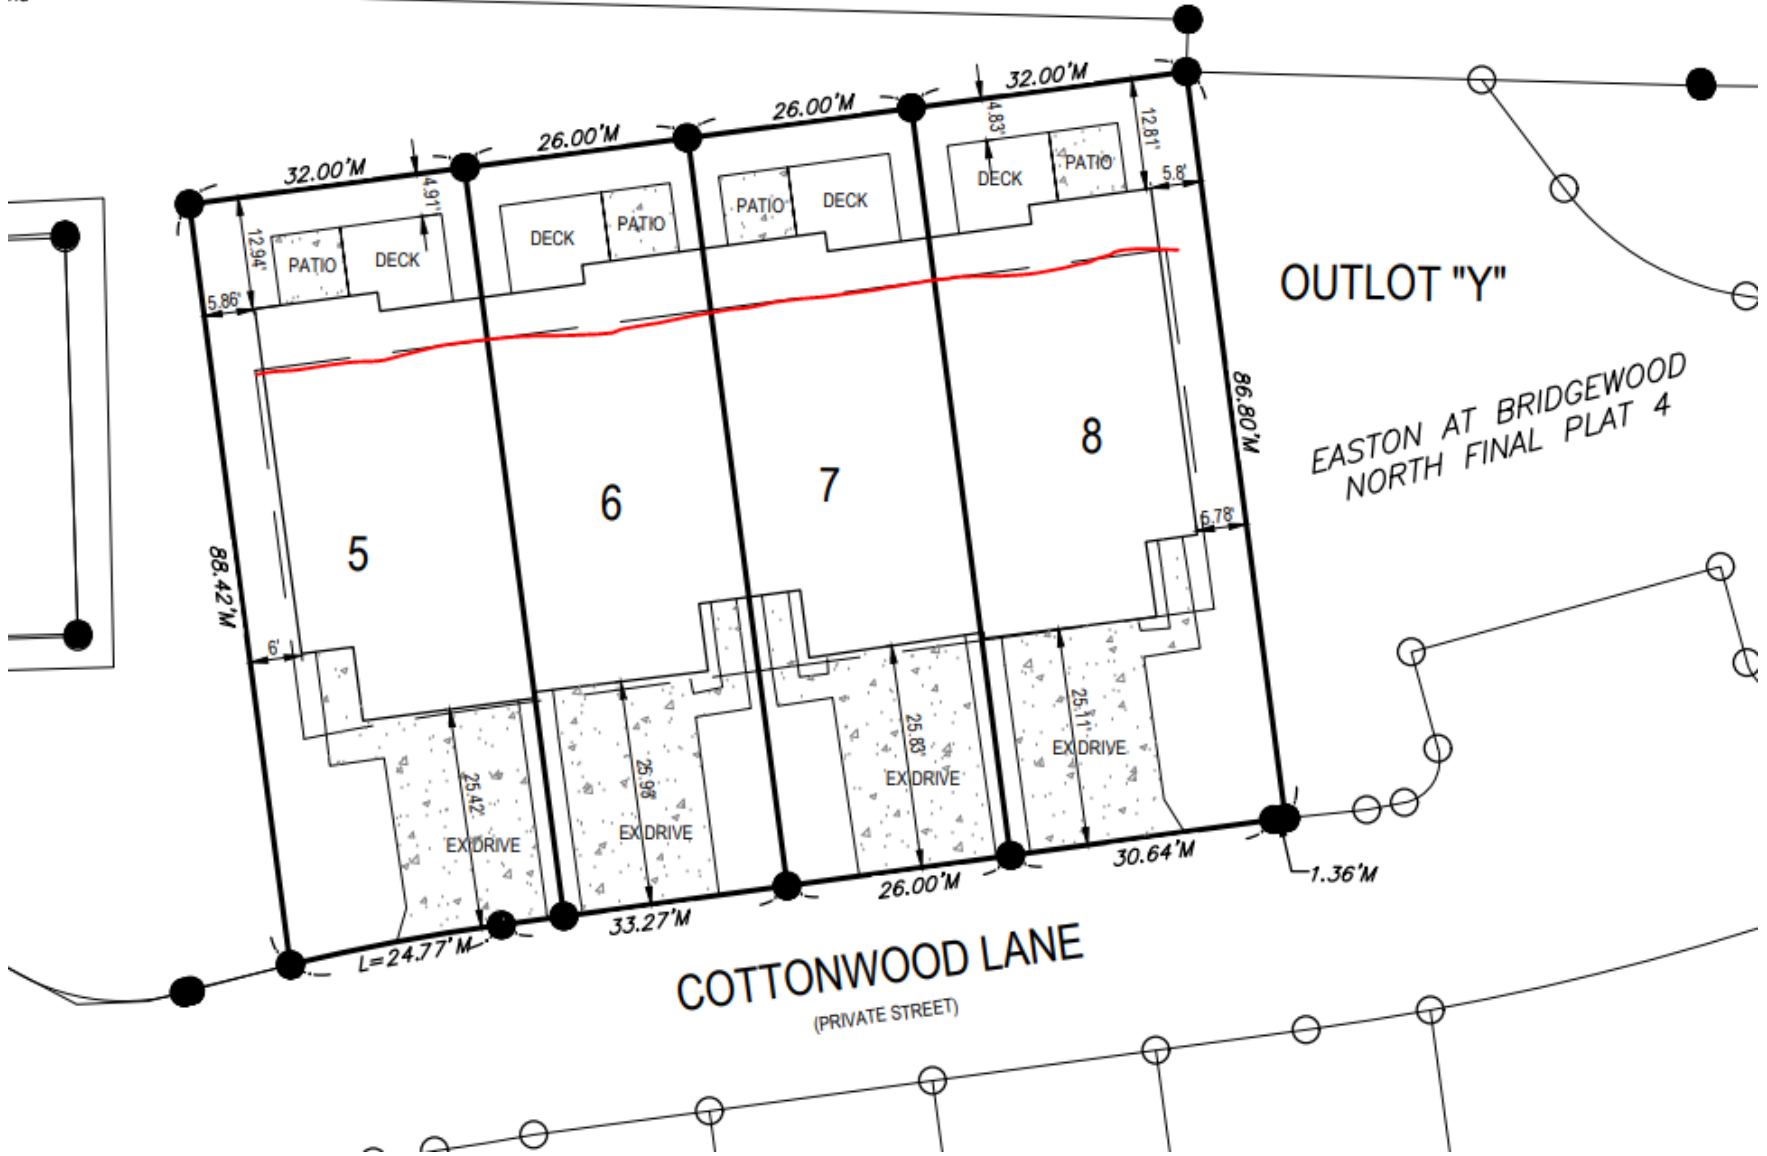 32.00'M
26.00'M
26.00'M
32.00'M
12.94'
4.91'
4.83'
12.81'
5.86'
5.8'
PATIO
DECK
DECK
PATIO
PATIO
DECK
DECK
PATIO
OUTLOT "Y"
EASTON AT BRIDGEWOOD
NORTH FINAL PLAT 4
86.80'M
88.42'M
5
6
7
8
6'
5.78'
25.42'
25.98'
25.83'
25.11'
EX DRIVE
EX DRIVE
EX DRIVE
EX DRIVE
L=24.77'M
33.27'M
26.00'M
30.64'M
1.36'M
COTTONWOOD LANE
(PRIVATE STREET)